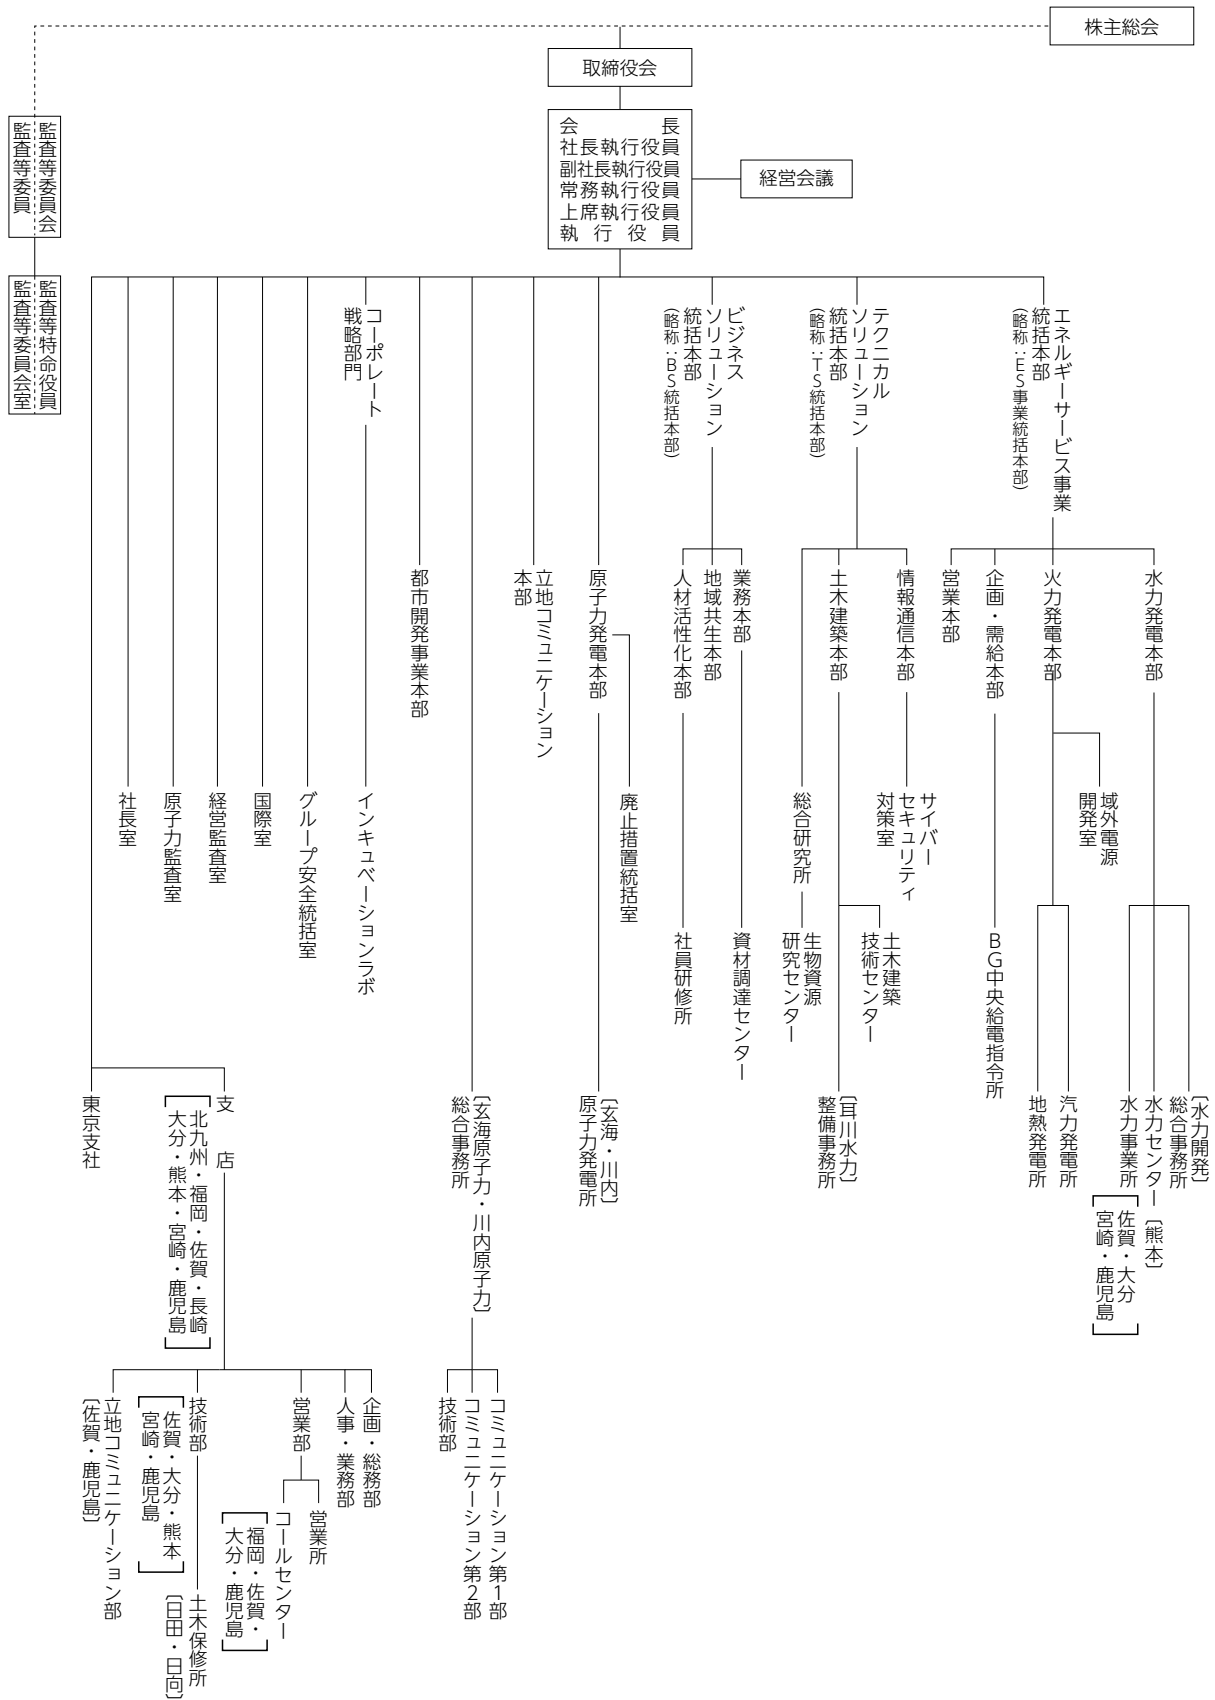 株主総会
取締役会
会長
社長執行役員
副社長執行役員
常務執行役員
上席執行役員
執行役員
経営会議
監査等委員会
監査等委員
監査等特命役員
監査等委員会室
エネルギーサービス事業
統括本部
（略称：ＥＳ事業統括本部）
テクニカル
ソリューション
統括本部
（略称：ＴＳ統括本部）
ビジネス
ソリューション
統括本部
（略称：ＢＳ統括本部）
コーポレート
戦略部門
水力発電本部
火力発電本部
企画・需給本部
営業本部
情報通信本部
土木建築本部
業務本部
地域共生本部
人材活性化本部
原子力発電本部
立地コミュニケーション
本部
都市開発事業本部
域外電源
開発室
サイバー
セキュリティ
対策室
総合研究所
廃止措置統括室
インキュベーションラボ
グループ安全統括室
国際室
経営監査室
原子力監査室
社長室
ＢＧ中央給電指令所
土木建築
技術センター
生物資源
研究センター
資材調達センター
社員研修所
〔水力開発〕
総合事務所
水力センター〔熊本〕
水力事業所
佐賀・大分
宮崎・鹿児島
汽力発電所
地熱発電所
〔耳川水力〕
整備事務所
〔玄海・川内〕
原子力発電所
〔玄海原子力・川内原子力〕
総合事務所
支店
北九州・福岡・佐賀・長崎
大分・熊本・宮崎・鹿児島
東京支社
コミュニケーション第１部
コミュニケーション第２部
技術部
企画・総務部
人事・業務部
営業部
営業所
コールセンター
福岡・佐賀・
大分・鹿児島
技術部
佐賀・大分・熊本
宮崎・鹿児島
土木保修所
〔日田・日向〕
立地コミュニケーション部
〔佐賀・鹿児島〕